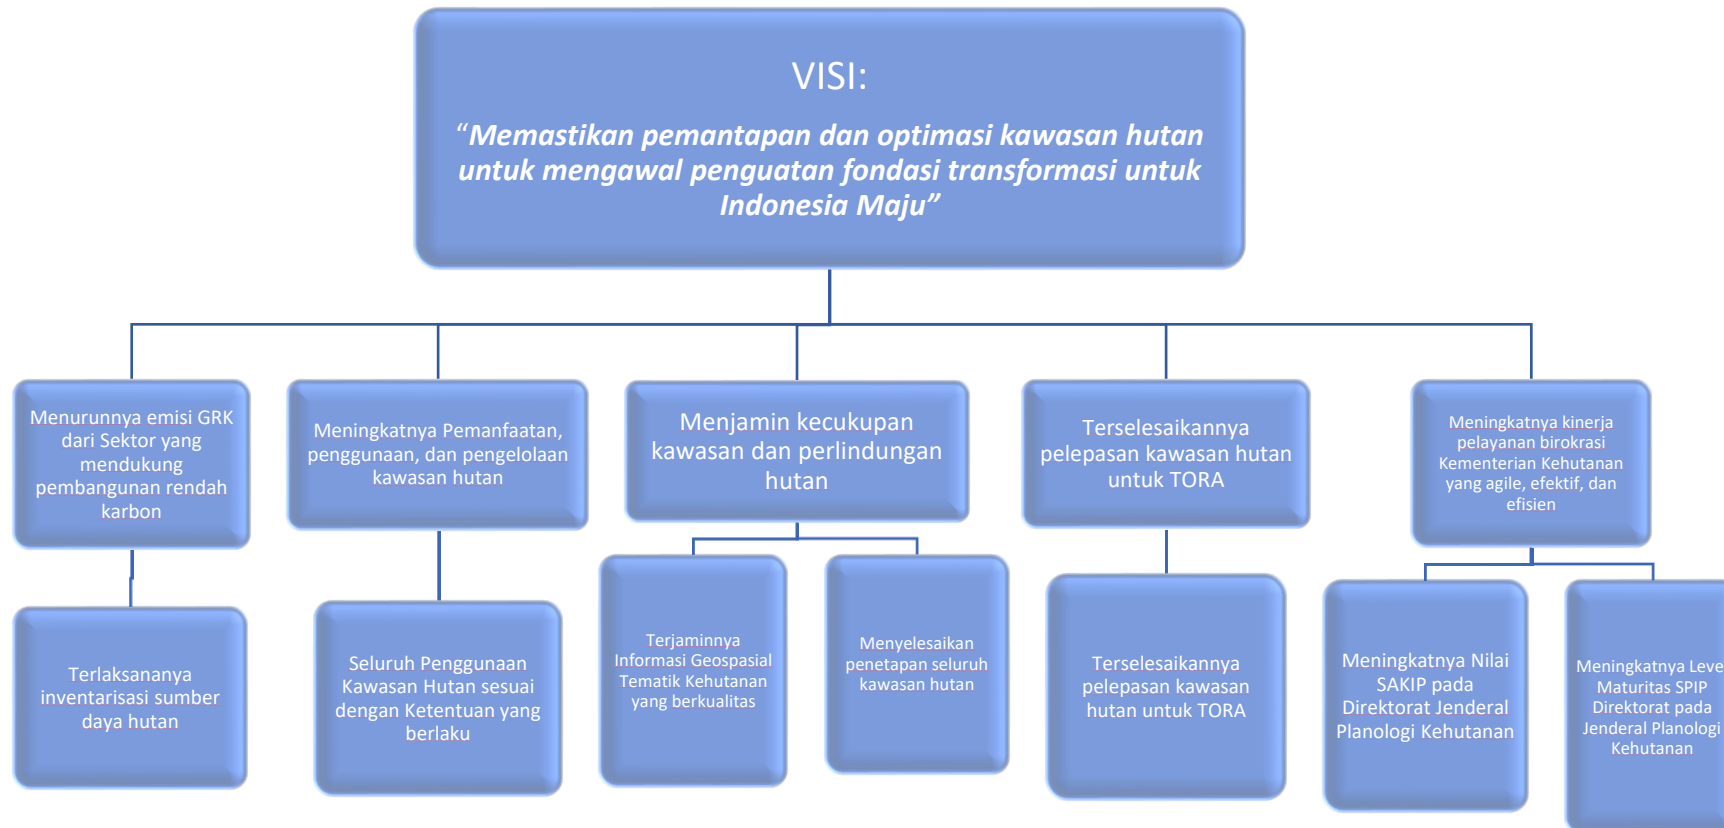 VISI:
“Memastikan pemantapan dan optimasi kawasan hutan
untuk mengawal penguatan fondasi transformasi untuk
Indonesia Maju”
Menurunnya emisi GRK
dari Sektor yang
mendukung
pembangunan rendah
karbon
Meningkatnya Pemanfaatan,
penggunaan, dan pengelolaan
kawasan hutan
Menjamin kecukupan
kawasan dan perlindungan
hutan
Terselesaikannya
pelepasan kawasan hutan
untuk TORA
Meningkatnya kinerja
pelayanan birokrasi
Kementerian Kehutanan
yang agile, efektif, dan
efisien
Terlaksananya
inventarisasi sumber
daya hutan
Seluruh Penggunaan
Kawasan Hutan sesuai
dengan Ketentuan yang
berlaku
Terjaminnya
Informasi Geospasial
Tematik Kehutanan
yang berkualitas
Menyelesaikan
penetapan seluruh
kawasan hutan
Terselesaikannya
pelepasan kawasan
hutan untuk TORA
Meningkatnya Nilai
SAKIP pada
Direktorat Jenderal
Planologi Kehutanan
Meningkatnya Level
Maturitas SPIP
Direktorat pada
Jenderal Planologi
Kehutanan